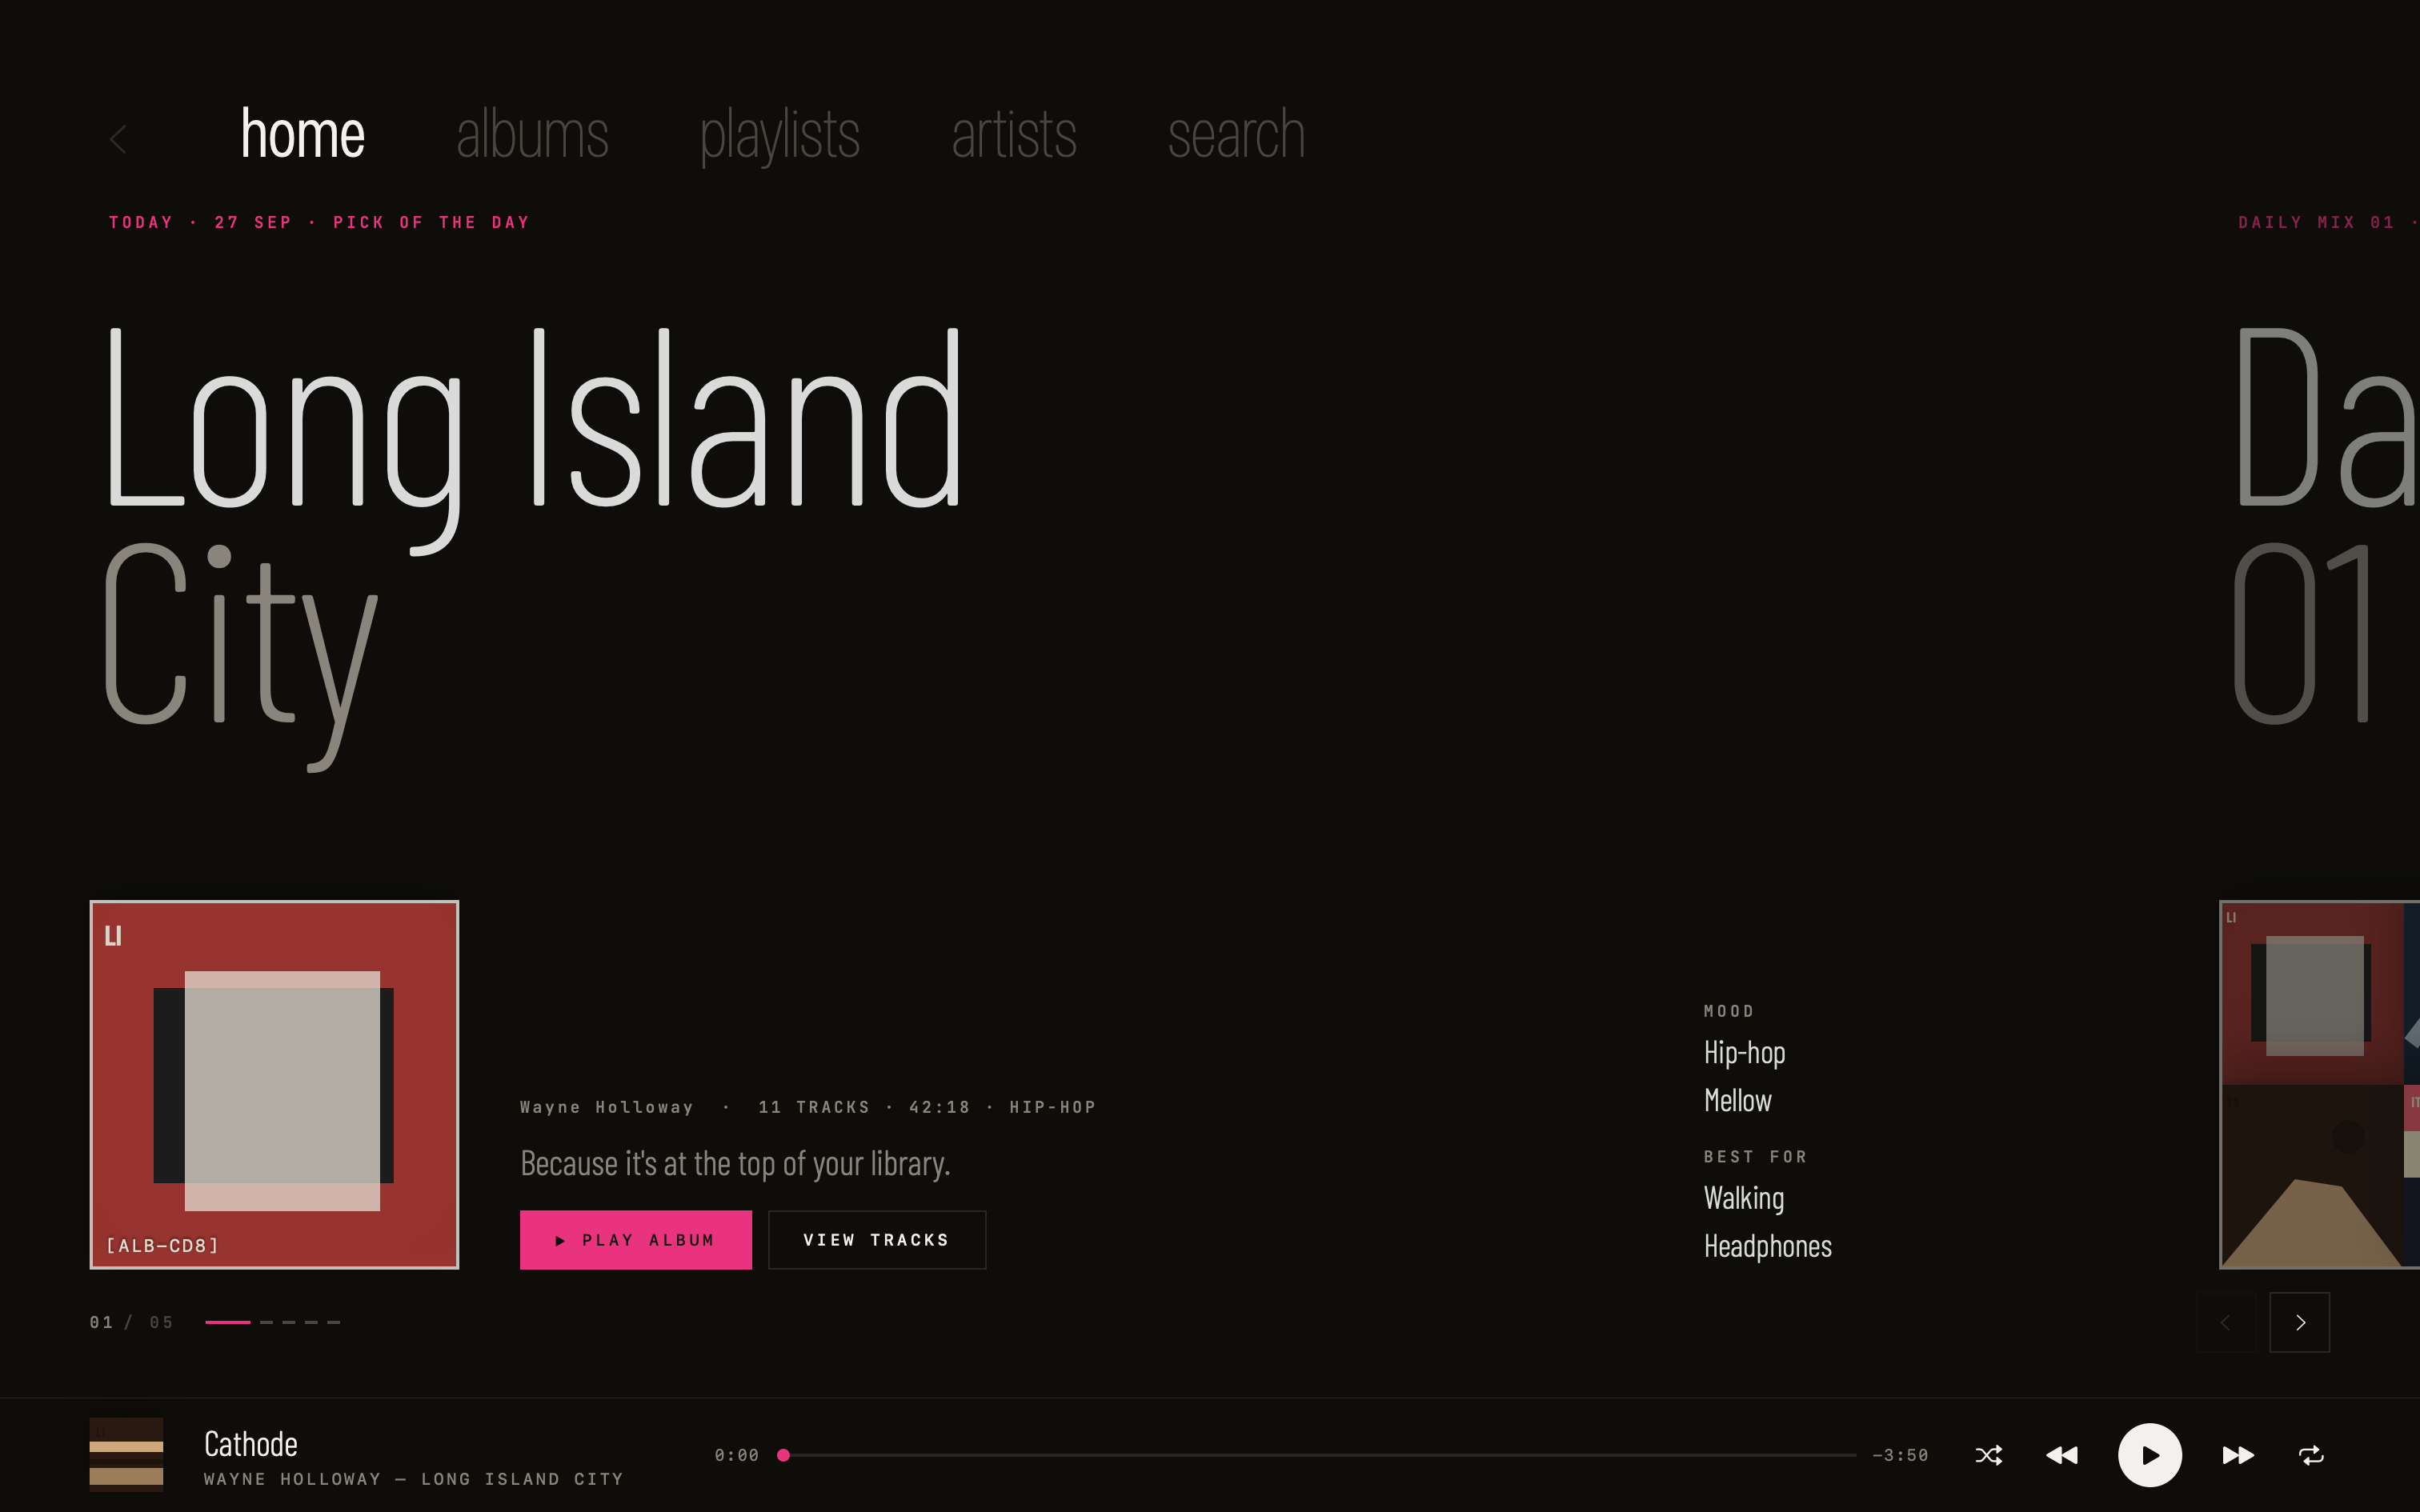 home albums playlists artists search
TODAY · 27 SEP · PICK OF THE DAY
Long Island
City
LI
[ALB—CD8]
Wayne Holloway · 11 TRACKS · 42:18 · HIP-HOP
Because it's at the top of your library.
▶ PLAY ALBUM
VIEW TRACKS
MOOD
Hip-hop
Mellow
BEST FOR
Walking
Headphones
DAILY MIX 01 ·
Da
01
LI
IT
01 / 05
Cathode
WAYNE HOLLOWAY — LONG ISLAND CITY
0:00
−3:50